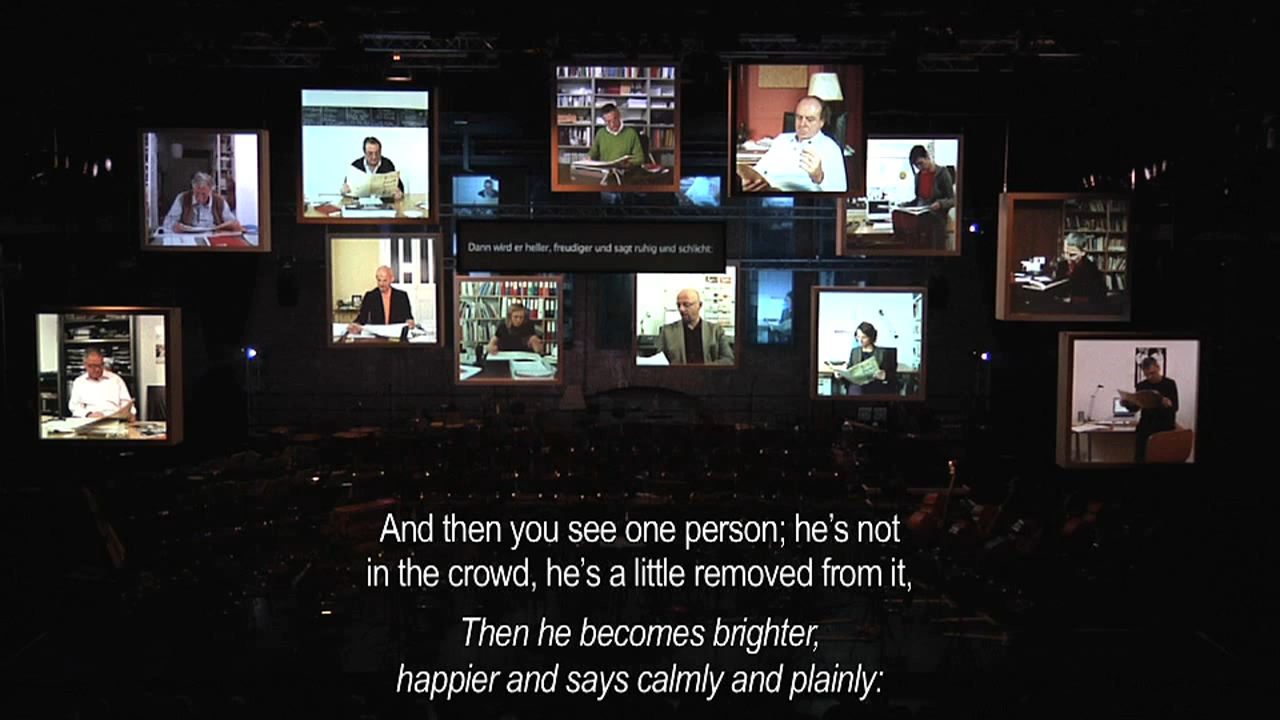 Dann wird er heller, freudiger und sagt ruhig und schlicht:
And then you see one person; he’s not
in the crowd, he’s a little removed from it,
Then he becomes brighter,
happier and says calmly and plainly: